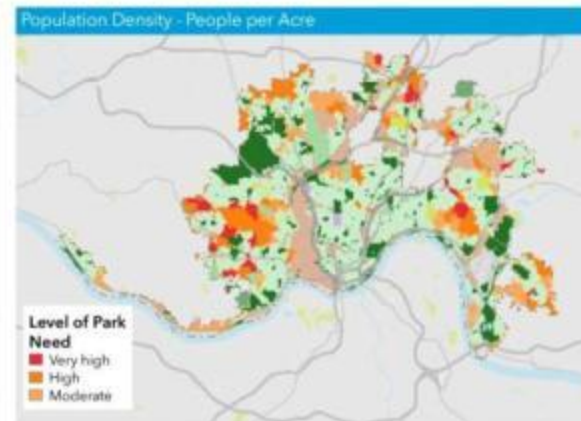 Population Density - People per Acre
Level of Park
Need
Very high
High
Moderate